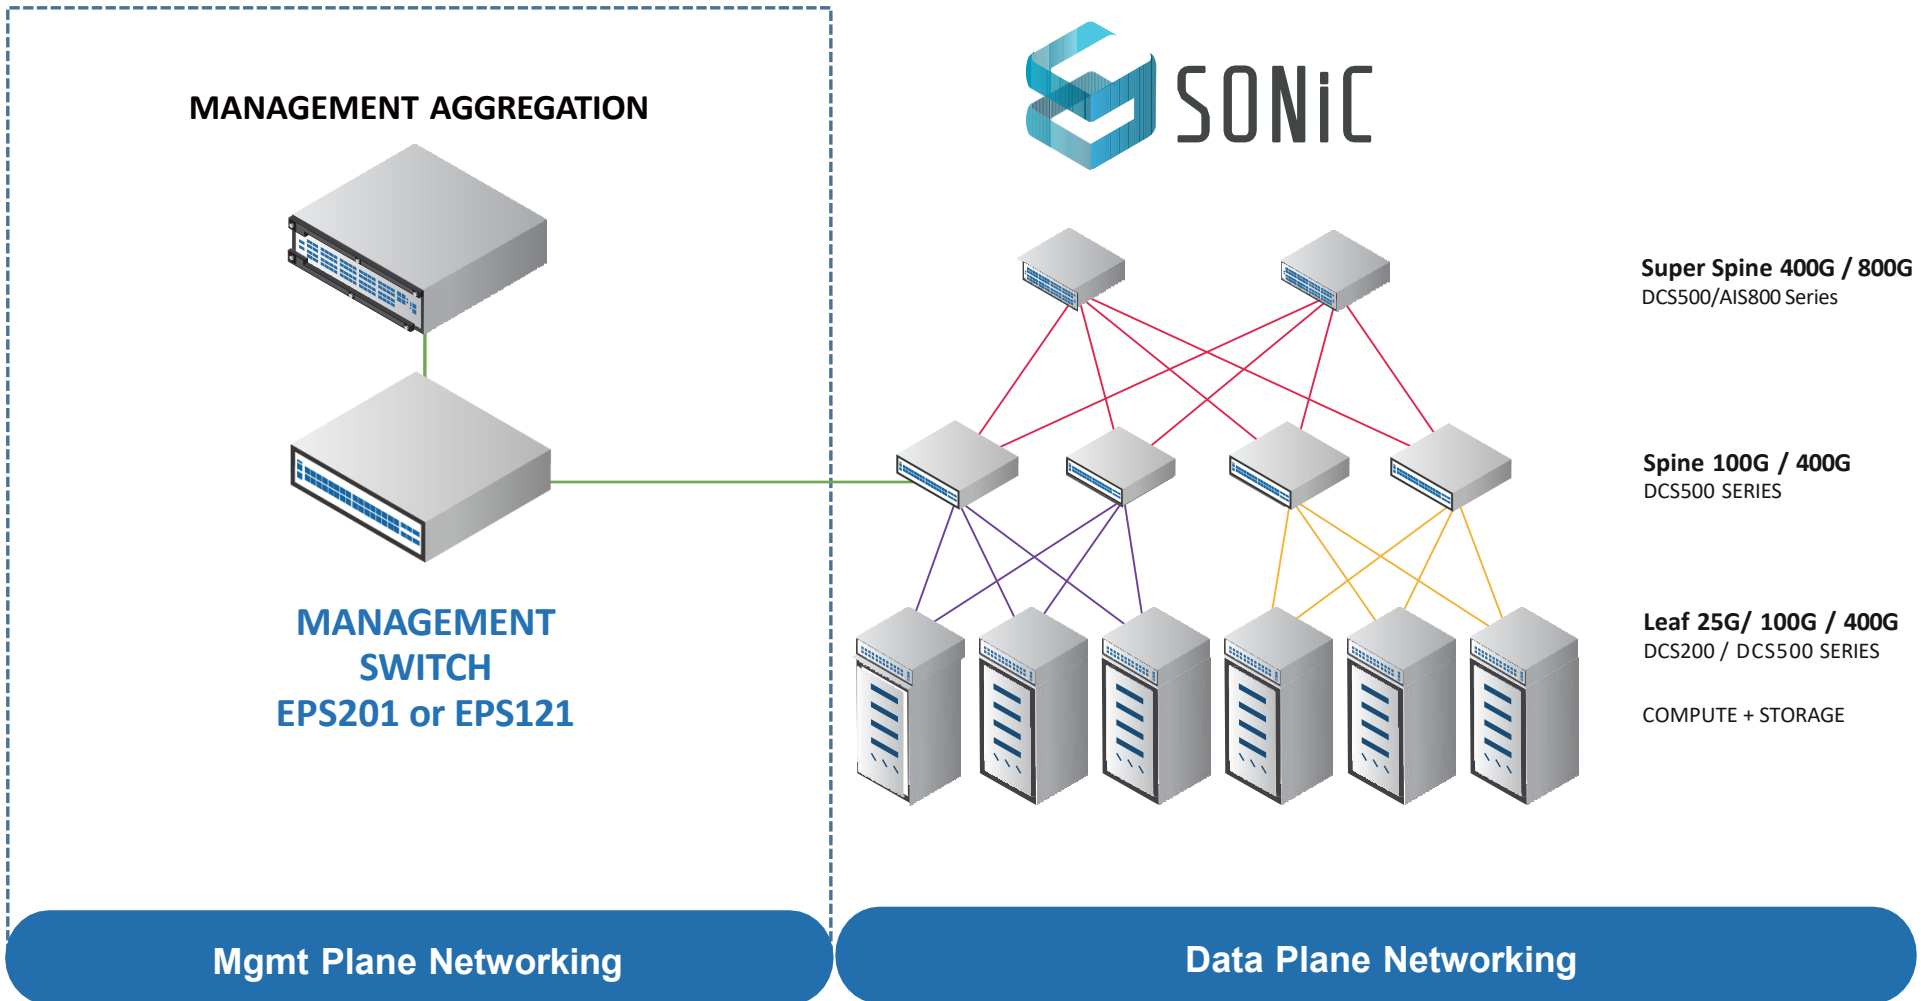 MANAGEMENT AGGREGATION
MANAGEMENT
SWITCH
EPS201 or EPS121
Mgmt Plane Networking
SONiC
Super Spine 400G / 800G
DCS500/AIS800 Series
Spine 100G / 400G
DCS500 SERIES
Leaf 25G/ 100G / 400G
DCS200 / DCS500 SERIES
COMPUTE + STORAGE
Data Plane Networking